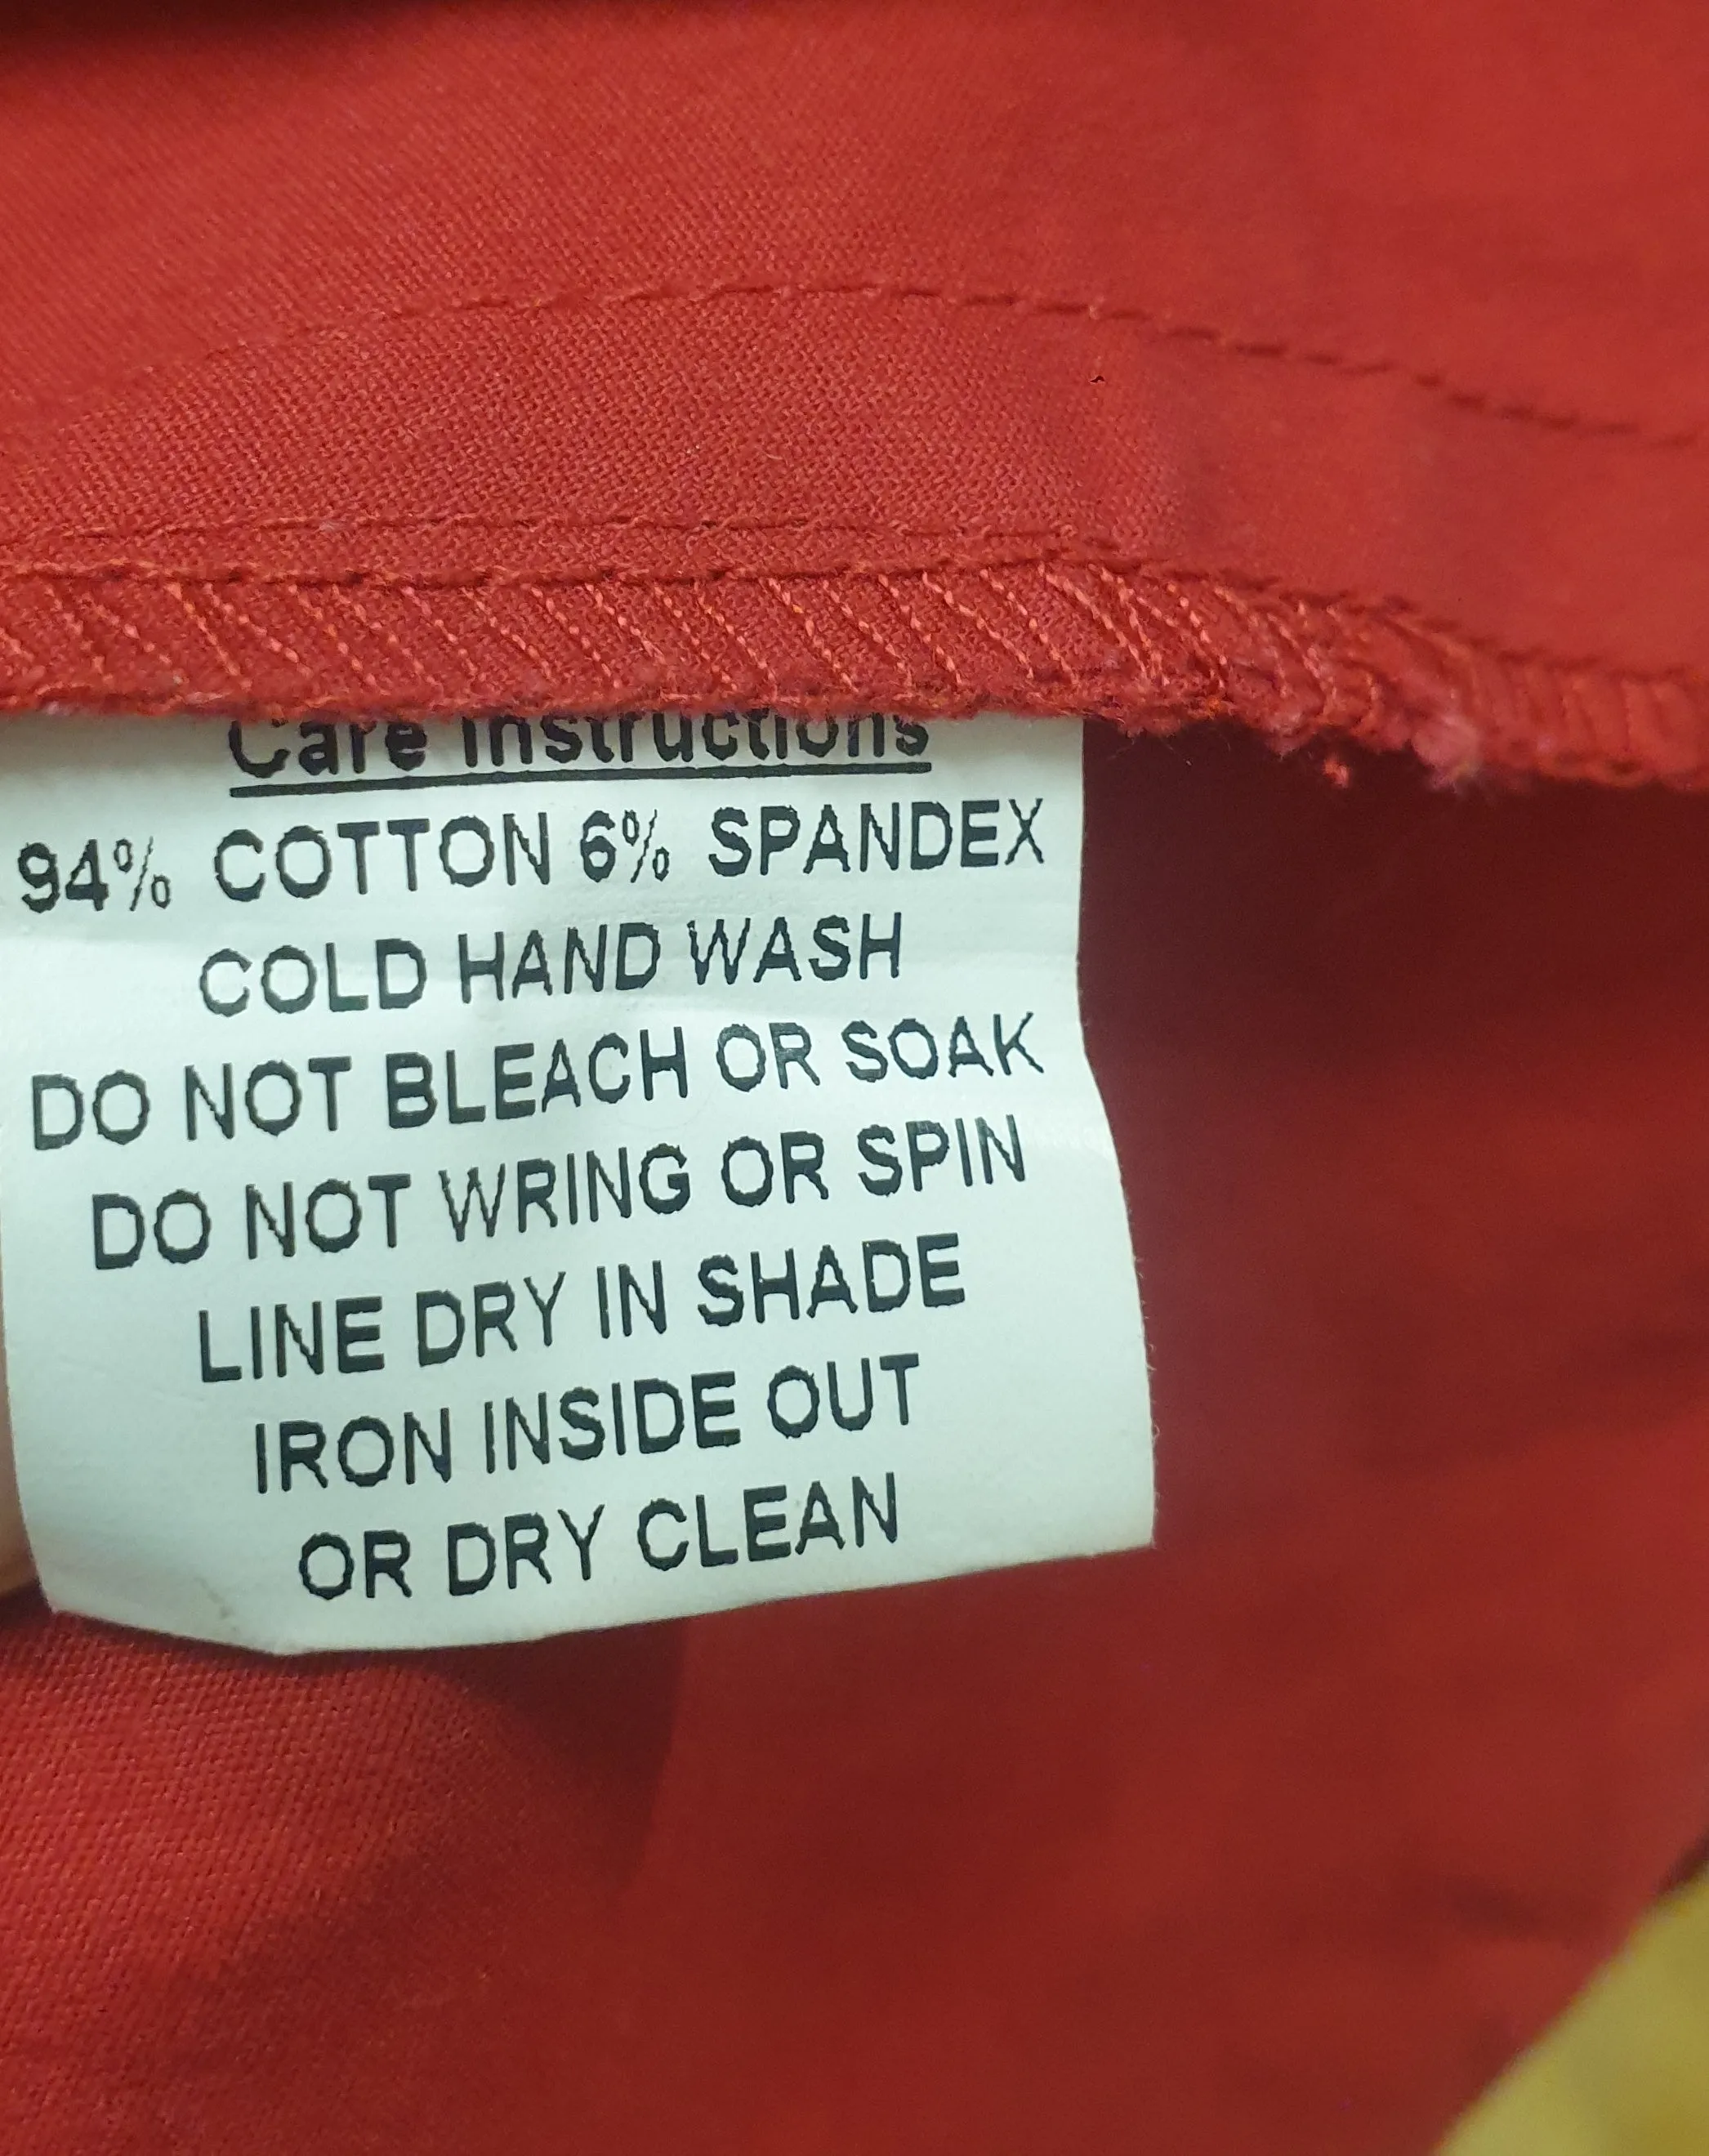 Care Instructions
94% COTTON 6% SPANDEX
COLD HAND WASH
DO NOT BLEACH OR SOAK
DO NOT WRING OR SPIN
LINE DRY IN SHADE
IRON INSIDE OUT
OR DRY CLEAN